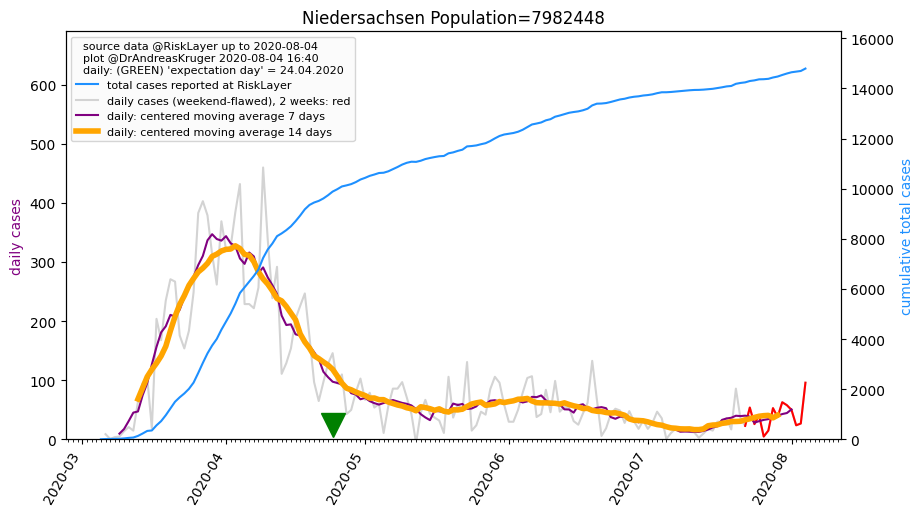 Niedersachsen Population=7982448
source data @RiskLayer up to 2020-08-04
plot @DrAndreasKruger 2020-08-04 16:40
daily: (GREEN) 'expectation day' = 24.04.2020
total cases reported at RiskLayer
daily cases (weekend-flawed), 2 weeks: red
daily: centered moving average 7 days
daily: centered moving average 14 days
daily cases
600
500
400
300
200
100
0
cumulative total cases
16000
14000
12000
10000
8000
6000
4000
2000
0
2020-03
2020-04
2020-05
2020-06
2020-07
2020-08